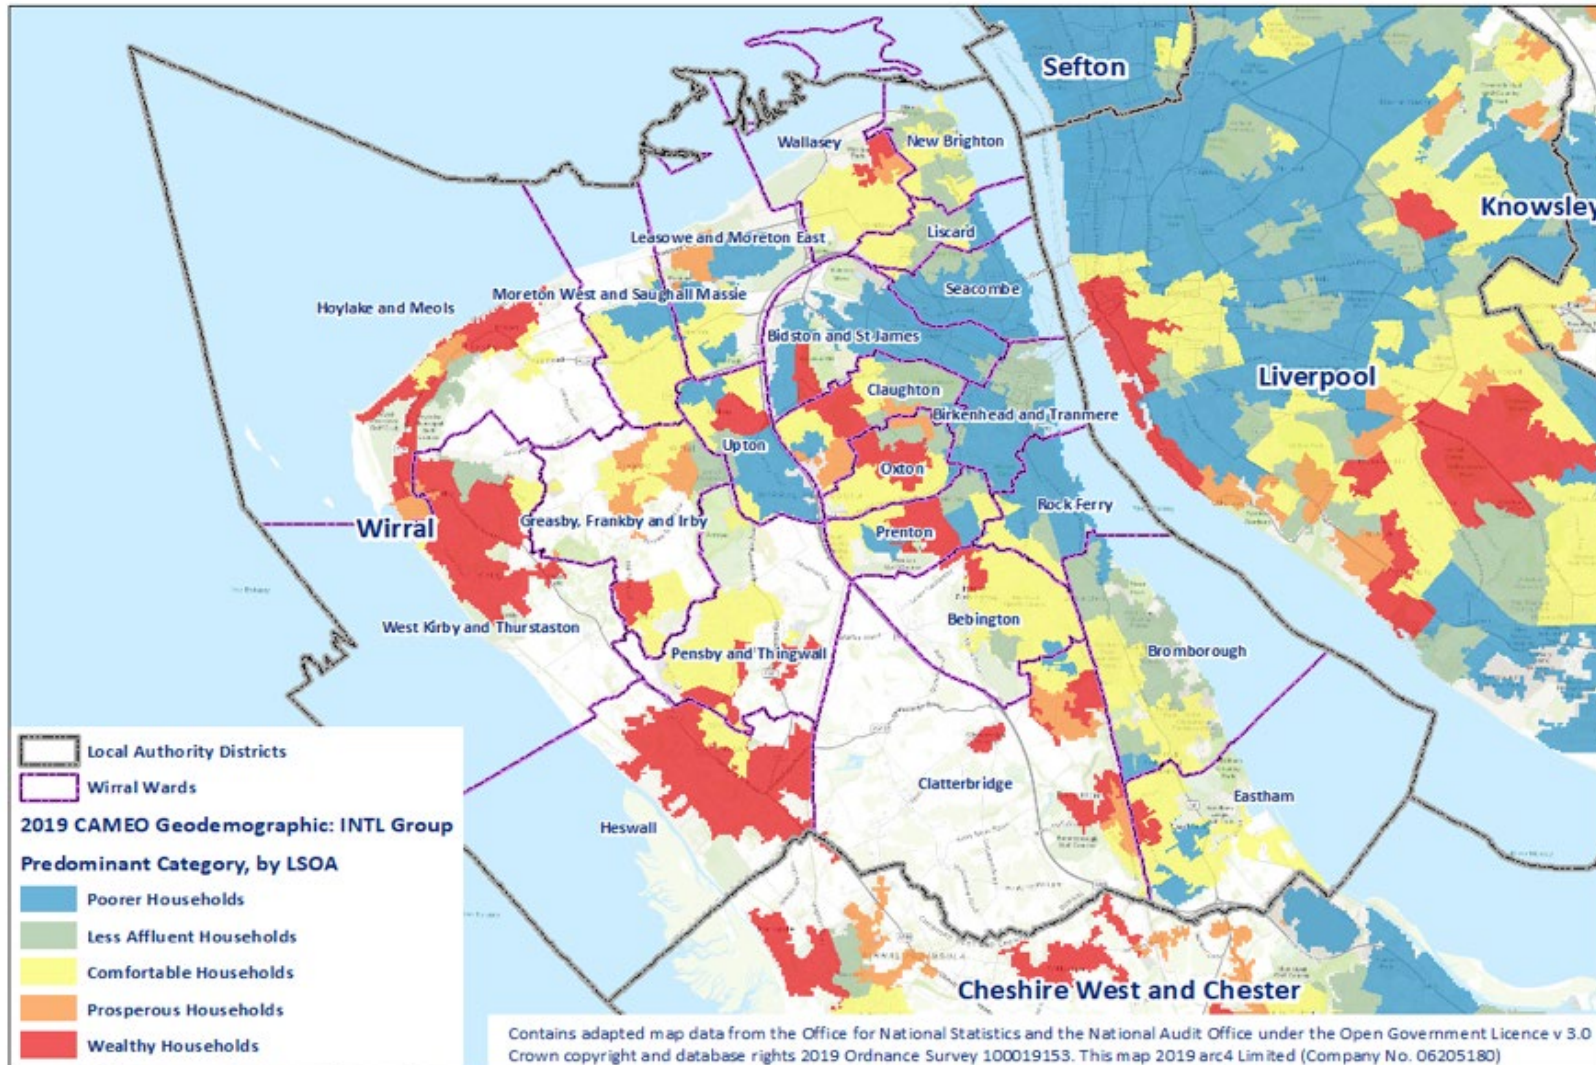 Sefton
Wallasey
New Brighton
Knowsley
Liscard
Leasowe and Moreton East
Seacombe
Moreton West and Saughall Massie
Hoylake and Meols
Bidston and St James
Liverpool
Claughton
Birkenhead and Tranmere
Upton
Oxton
Rock Ferry
Greasby, Frankby and Irby
Wirral
Prenton
West Kirby and Thurstaston
Bebington
Pensby and Thingwall
Bromborough
Clatterbridge
Eastham
Heswall
Cheshire West and Chester
Local Authority Districts
Wirral Wards
2019 CAMEO Geodemographic: INTL Group
Predominant Category, by LSOA
Poorer Households
Less Affluent Households
Comfortable Households
Prosperous Households
Wealthy Households
Contains adapted map data from the Office for National Statistics and the National Audit Office under the Open Government Licence v 3.0
Crown copyright and database rights 2019 Ordnance Survey 100019153. This map 2019 arc4 Limited (Company No. 06205180)